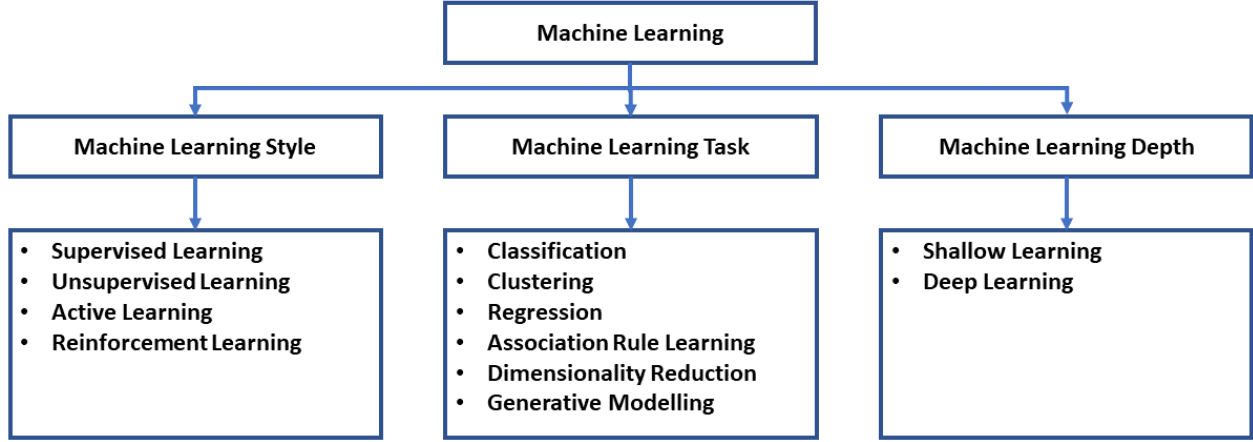 Machine Learning
Machine Learning Style
Machine Learning Task
Machine Learning Depth
• Supervised Learning
• Unsupervised Learning
• Active Learning
• Reinforcement Learning
• Classification
• Clustering
• Regression
• Association Rule Learning
• Dimensionality Reduction
• Generative Modelling
• Shallow Learning
• Deep Learning